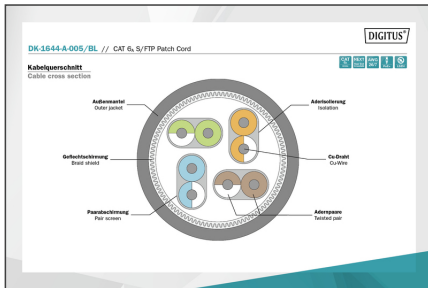 DIGITUS
DK-1644-A-005/BL // CAT 6A S/FTP Patch Cord
Kabelquerschnitt
Cable cross section
Außenmantel
Outer jacket
Aderisolierung
Isolation
Geflechtschirmung
Braid shield
Cu-Draht
Cu-Wire
Paarabschirmung
Pair screen
Adernpaare
Twisted pair